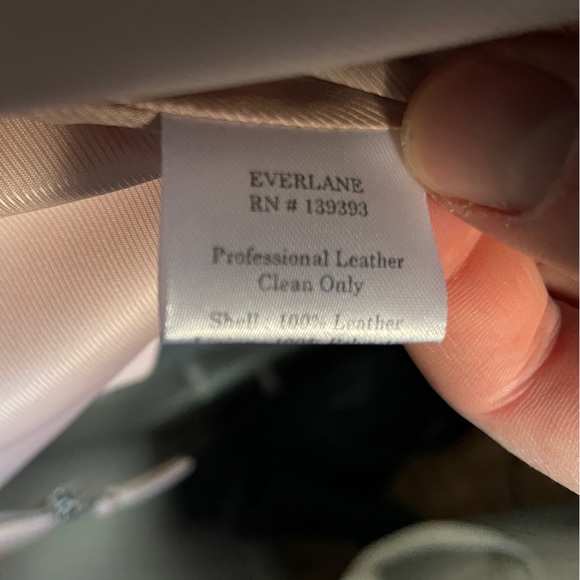 EVERLANE
RN # 139393
Professional Leather
Clean Only
Shell : 100% Leather